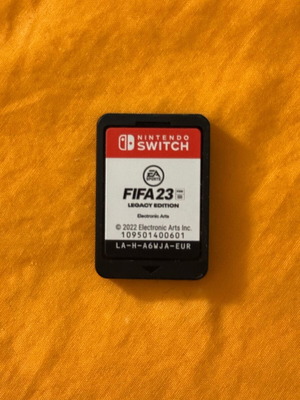 NINTENDO
SWITCH
EA
SPORTS
FIFA 23
LEGACY EDITION
Electronic Arts
© 2022 Electronic Arts Inc.
109501400601
LA-H-A6WJA-EUR